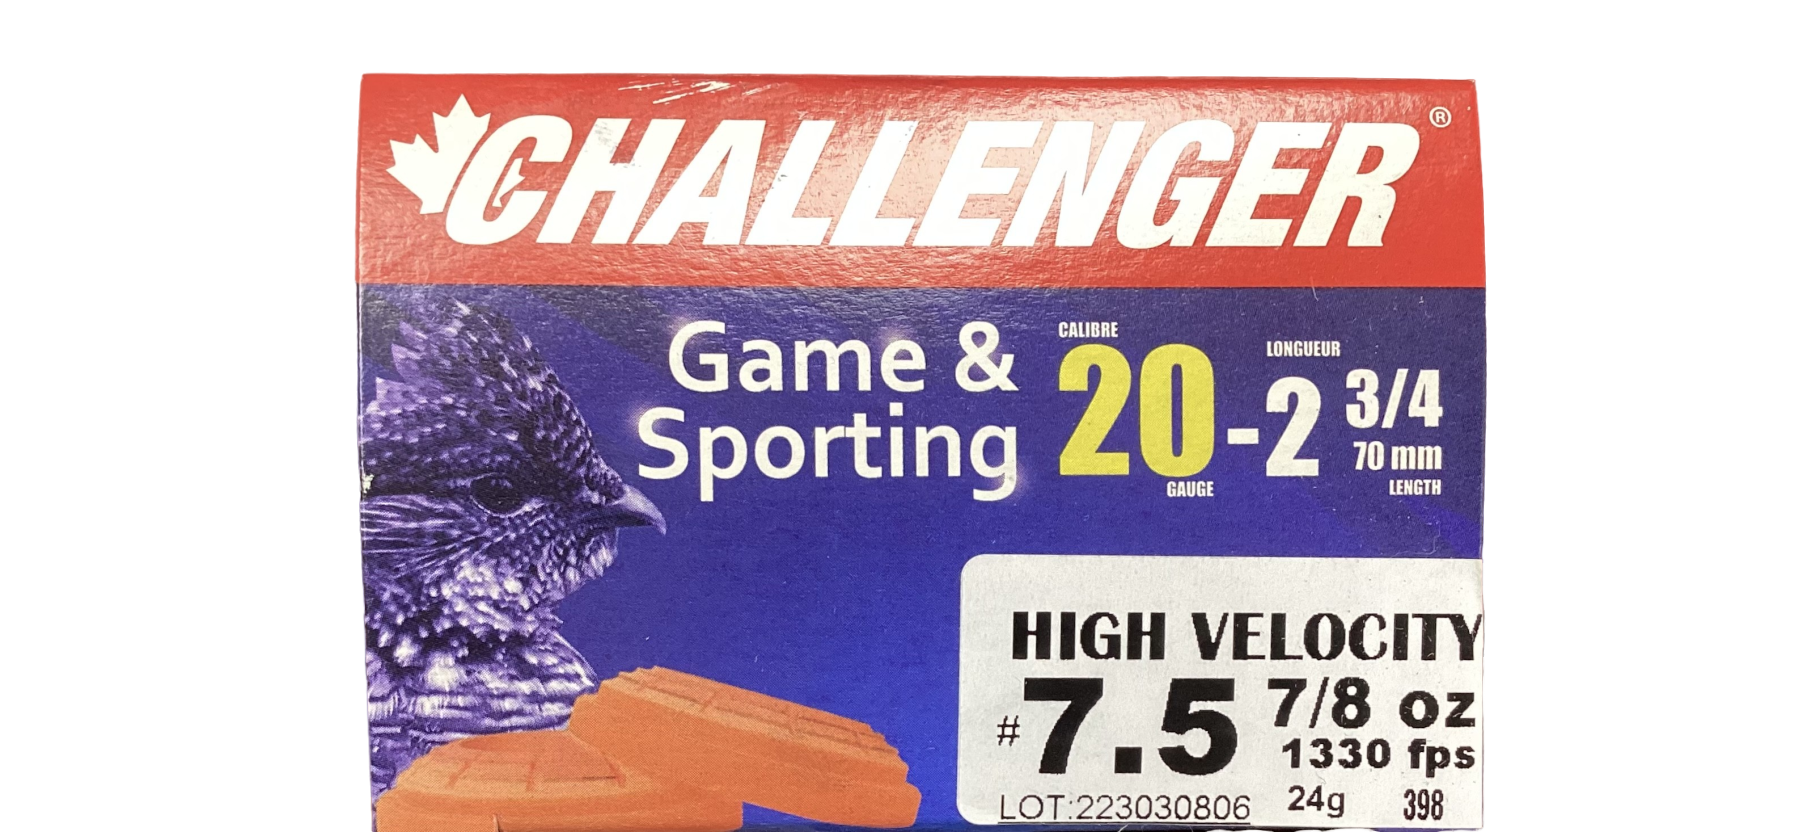 CHALLENGER®
Game &
Sporting
CALIBRE
20
GAUGE
-
LONGUEUR
2 3/4
70 mm
LENGTH
HIGH VELOCITY
#7.5 7/8 oz
1330 fps
LOT:223030806 24g 398